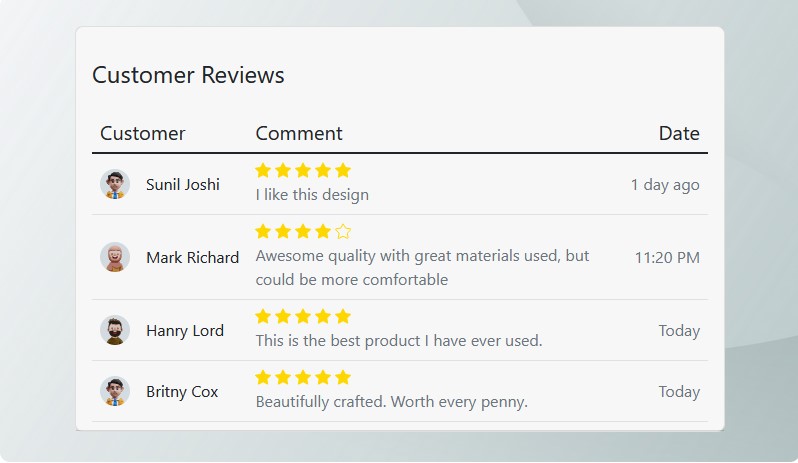 Customer Reviews
Customer Comment Date
Sunil Joshi I like this design 1 day ago
Mark Richard Awesome quality with great materials used, but 11:20 PM
could be more comfortable
Hanry Lord This is the best product I have ever used. Today
Britny Cox Beautifully crafted. Worth every penny. Today